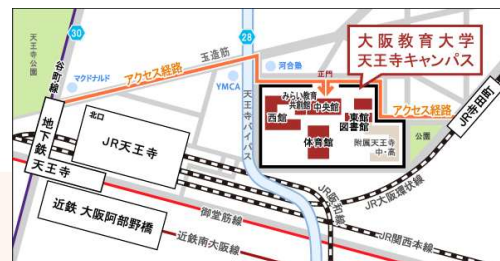 天王寺公園
30
谷町線
マクドナルド
アクセス経路
玉造筋
28
YMCA
河合塾
天王寺バイパス
正門
大阪教育大学
天王寺キャンパス
みらい教育
共創館
中央館
西館
東館
図書館
体育館
附属天王寺
中・高
アクセス経路
公園
JR寺田町
北口
JR天王寺
地下鉄
天王寺
近鉄 大阪阿部野橋
御堂筋線
近鉄南大阪線
JR阪和線
JR大阪環状線
JR関西本線